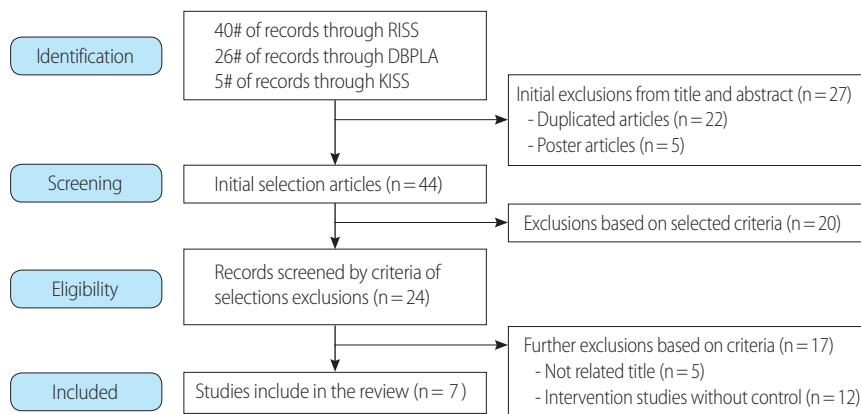 Identification
40# of records through RISS
26# of records through DBPLA
5# of records through KISS
Initial exclusions from title and abstract (n=27)
- Duplicated articles (n=22)
- Poster articles (n=5)
Screening
Initial selection articles (n=44)
Exclusions based on selected criteria (n=20)
Eligibility
Records screened by criteria of
selections exclusions (n=24)
Further exclusions based on criteria (n=17)
- Not related title (n=5)
- Intervention studies without control (n=12)
Included
Studies include in the review (n=7)